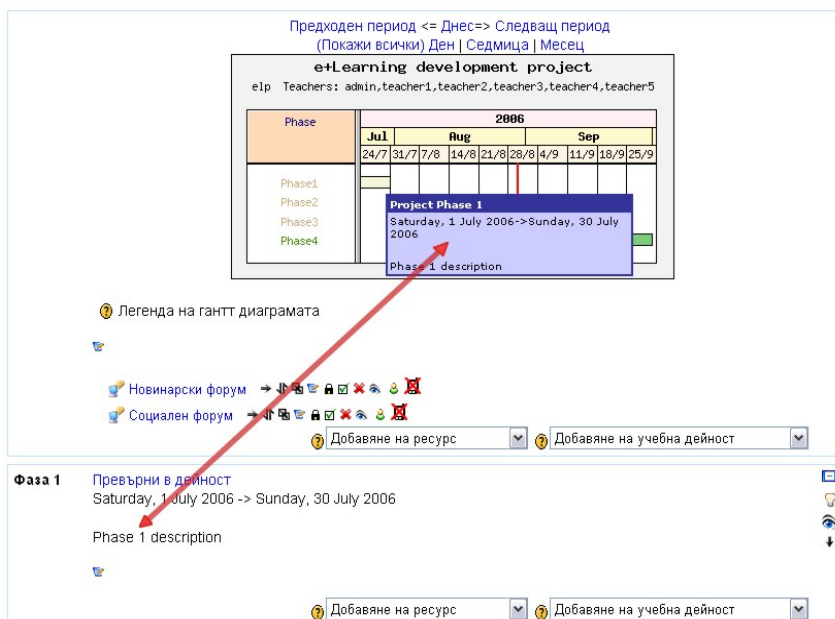 Предходен период <= Днес=> Следващ период
(Покажи всички) Ден | Седмица | Месец
e+Learning development project
elp Teachers: admin,teacher1,teacher2,teacher3,teacher4,teacher5
Phase
2006
Jul Aug Sep
24/7 31/7 7/8 14/8 21/8 28/8 4/9 11/9 18/9 25/9
Phase1
Phase2
Phase3
Phase4
Project Phase 1
Saturday, 1 July 2006->Sunday, 30 July
2006
Phase 1 description
Легенда на гантт диаграмата
Новинарски форум
Социален форум
Добавяне на ресурс Добавяне на учебна дейност
Фаза 1 Превърни в дейност
Saturday, 1 July 2006 -> Sunday, 30 July 2006
Phase 1 description
Добавяне на ресурс Добавяне на учебна дейност